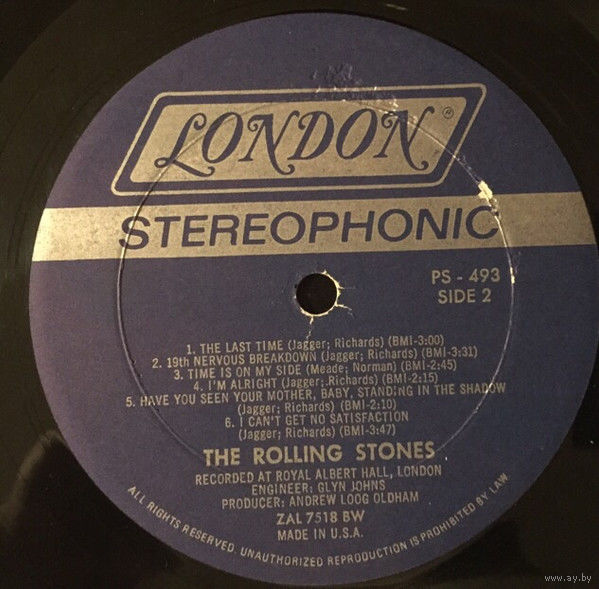 LONDON®
STEREOPHONIC
PS - 493
SIDE 2
1. THE LAST TIME (Jagger; Richards) (BMI-3:00)
2. 19th NERVOUS BREAKDOWN (Jagger; Richards) (BMI-3:31)
3. TIME IS ON MY SIDE (Meade; Norman) (BMI-2:45)
4. I'M ALRIGHT (Jagger; Richards) (BMI-2:15)
5. HAVE YOU SEEN YOUR MOTHER, BABY, STANDING IN THE SHADOW
(Jagger; Richards) (BMI-2:10)
6. I CAN'T GET NO SATISFACTION
(Jagger; Richards) (BMI-3:47)
THE ROLLING STONES
RECORDED AT ROYAL ALBERT HALL, LONDON
ENGINEER: GLYN JOHNS
PRODUCER: ANDREW LOOG OLDHAM
ZAL 7518 BW
MADE IN U.S.A.
ALL RIGHTS RESERVED. UNAUTHORIZED REPRODUCTION IS PROHIBITED BY LAW
www.ay.by